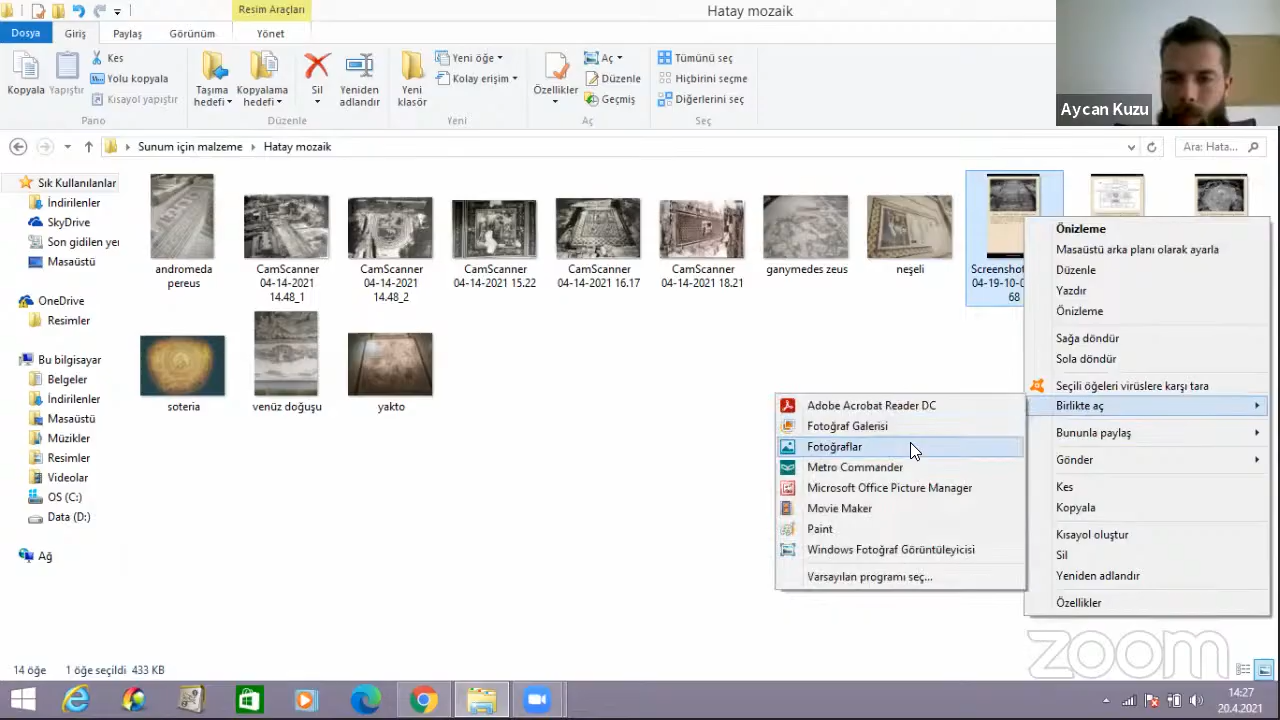 Resim Araçları
Hatay mozaik
Dosya
Giriş
Paylaş
Görünüm
Yönet
Kopyala
Yapıştır
Kes
Yolu kopyala
Kısayol yapıştır
Pano
Taşıma hedefi
Kopyalama hedefi
Sil
Yeniden adlandır
Düzenle
Yeni klasör
Yeni öğe
Kolay erişim
Yeni
Özellikler
Aç
Düzenle
Geçmiş
Aç
Tümünü seç
Hiçbirini seçme
Diğerlerini seç
Seç
Aycan Kuzu
Sunum için malzeme
Hatay mozaik
Ara: Hata...
Sık Kullanılanlar
İndirilenler
SkyDrive
Son gidilen yer
Masaüstü
OneDrive
Resimler
Bu bilgisayar
Belgeler
İndirilenler
Masaüstü
Müzikler
Resimler
Videolar
OS (C:)
Data (D:)
Ağ
andromeda
pereus
CamScanner
04-14-2021
14.48_1
CamScanner
04-14-2021
14.48_2
CamScanner
04-14-2021 15.22
CamScanner
04-14-2021 16.17
CamScanner
04-14-2021 18.21
ganymedes zeus
neşeli
Screenshot
04-19-10-0
68
soteria
venüz doğuşu
yakto
Önizleme
Masaüstü arka planı olarak ayarla
Düzenle
Yazdır
Önizleme
Sağa döndür
Sola döndür
Seçili öğeleri virüslere karşı tara
Birlikte aç
Bununla paylaş
Gönder
Kes
Kopyala
Kısayol oluştur
Sil
Yeniden adlandır
Özellikler
Adobe Acrobat Reader DC
Fotoğraf Galerisi
Fotoğraflar
Metro Commander
Microsoft Office Picture Manager
Movie Maker
Paint
Windows Fotoğraf Görüntüleyicisi
Varsayılan programı seç...
zoom
14 öğe
1 öğe seçildi 433 KB
14:27
20.4.2021